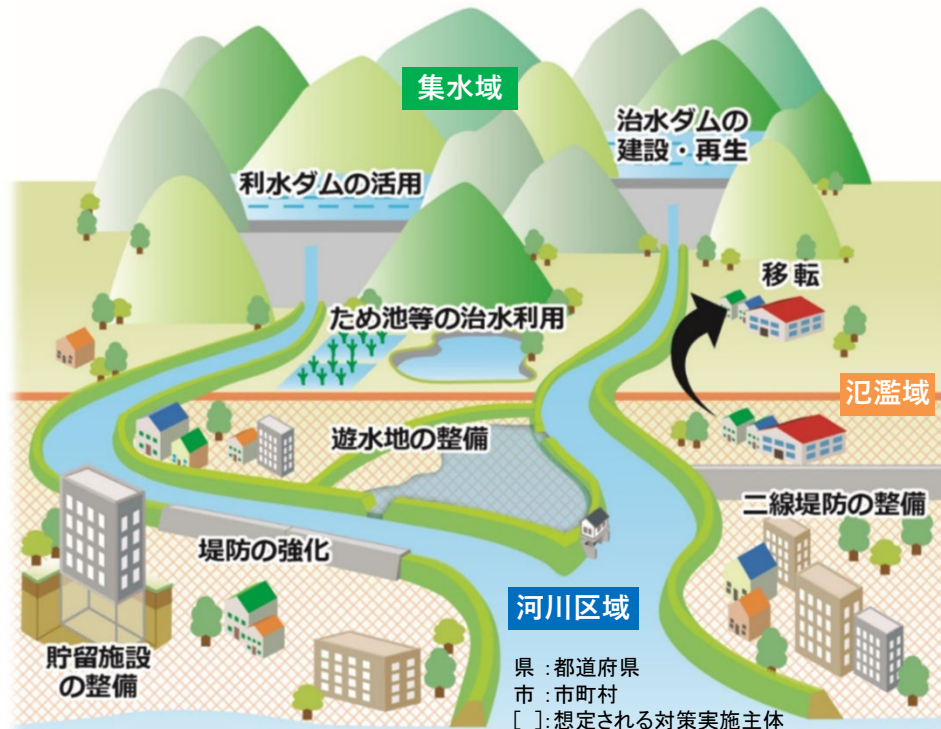 集水域
治水ダムの
建設・再生
利水ダムの活用
移転
ため池等の治水利用
氾濫域
遊水地の整備
二線堤防の整備
堤防の強化
河川区域
貯留施設
の整備
県：都道府県
市：市町村
[　]：想定される対策実施主体